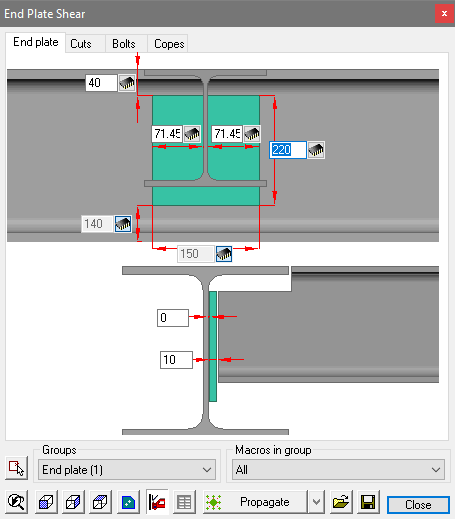 End Plate Shear
x
End plate Cuts Bolts Copes
40
71.45 71.45
220
140
150
0
10
Groups Macros in group
End plate (1) All
Propagate Close